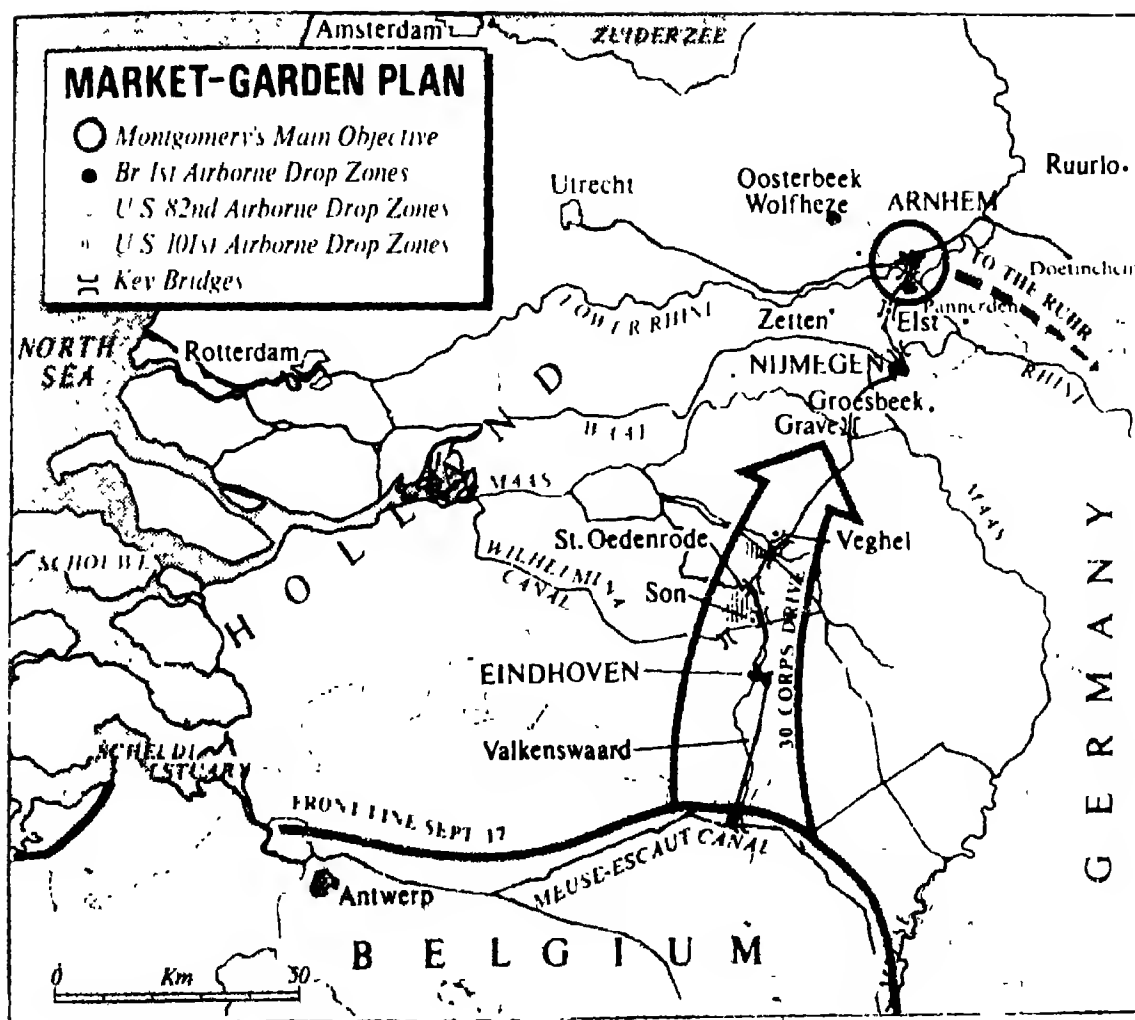 Amsterdam
ZUIDERZEE
MARKET-GARDEN PLAN
Montgomery's Main Objective
Br 1st Airborne Drop Zones
U S 82nd Airborne Drop Zones
U S 101st Airborne Drop Zones
Key Bridges
Utrecht
Oosterbeek
Wolfheze
ARNHEM
Ruurlo
TO THE RUHR
Doetinchem
Pannerden
LOWER RHINE
Zetten
Elst
NORTH
SEA
Rotterdam
NIJMEGEN
RHINE
Groesbeek
Grave
WAAL
MAAS
MAAS
HOLLAND
St. Oedenrode
Veghel
SCHOUWEN
WILHELMINA
CANAL
Son
EINDHOVEN
30 CORPS DRIVE
GERMANY
Valkenswaard
SCHELDE
ESTUARY
FRONT LINE SEPT 17
MEUSE-ESCAUT CANAL
Antwerp
BELGIUM
0 Km 30